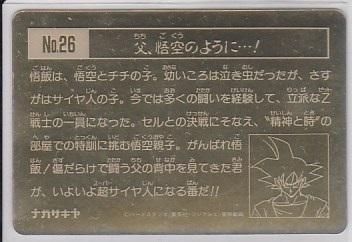 No.26
父、悟空のように…!
悟飯は、悟空とチチの子。幼いころは泣き虫だったが、さす
がはサイヤ人の子。今では多くの闘いを経験して、立派なZ
戦士の一員になった。セルとの決戦にそなえ、“精神と時”の
部屋での特訓に挑む悟空親子。がんばれ悟
飯!傷だらけで闘う父の背中を見てきた君
が、いよいよ超サイヤ人になる番だ!!
ナガサキヤ